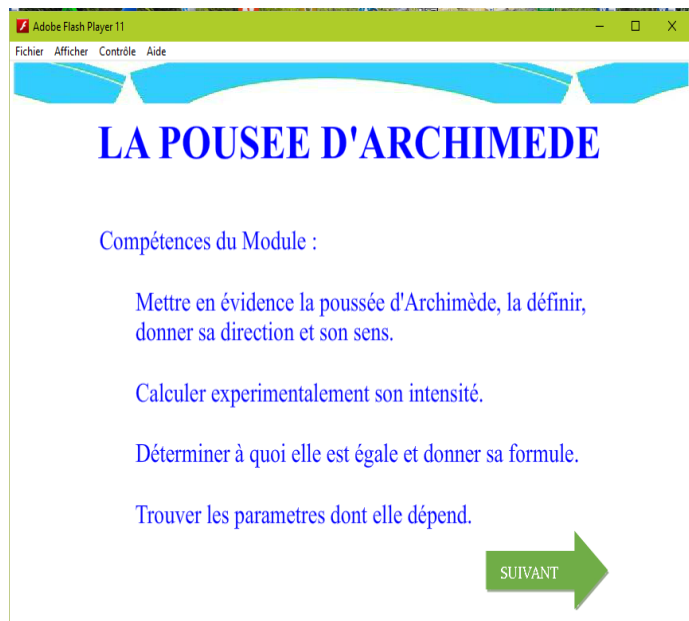 Adobe Flash Player 11
Fichier Afficher Contrôle Aide
LA POUSEE D'ARCHIMEDE
Compétences du Module :
Mettre en évidence la poussée d'Archimède, la définir,
donner sa direction et son sens.
Calculer experimentalement son intensité.
Déterminer à quoi elle est égale et donner sa formule.
Trouver les parametres dont elle dépend.
SUIVANT